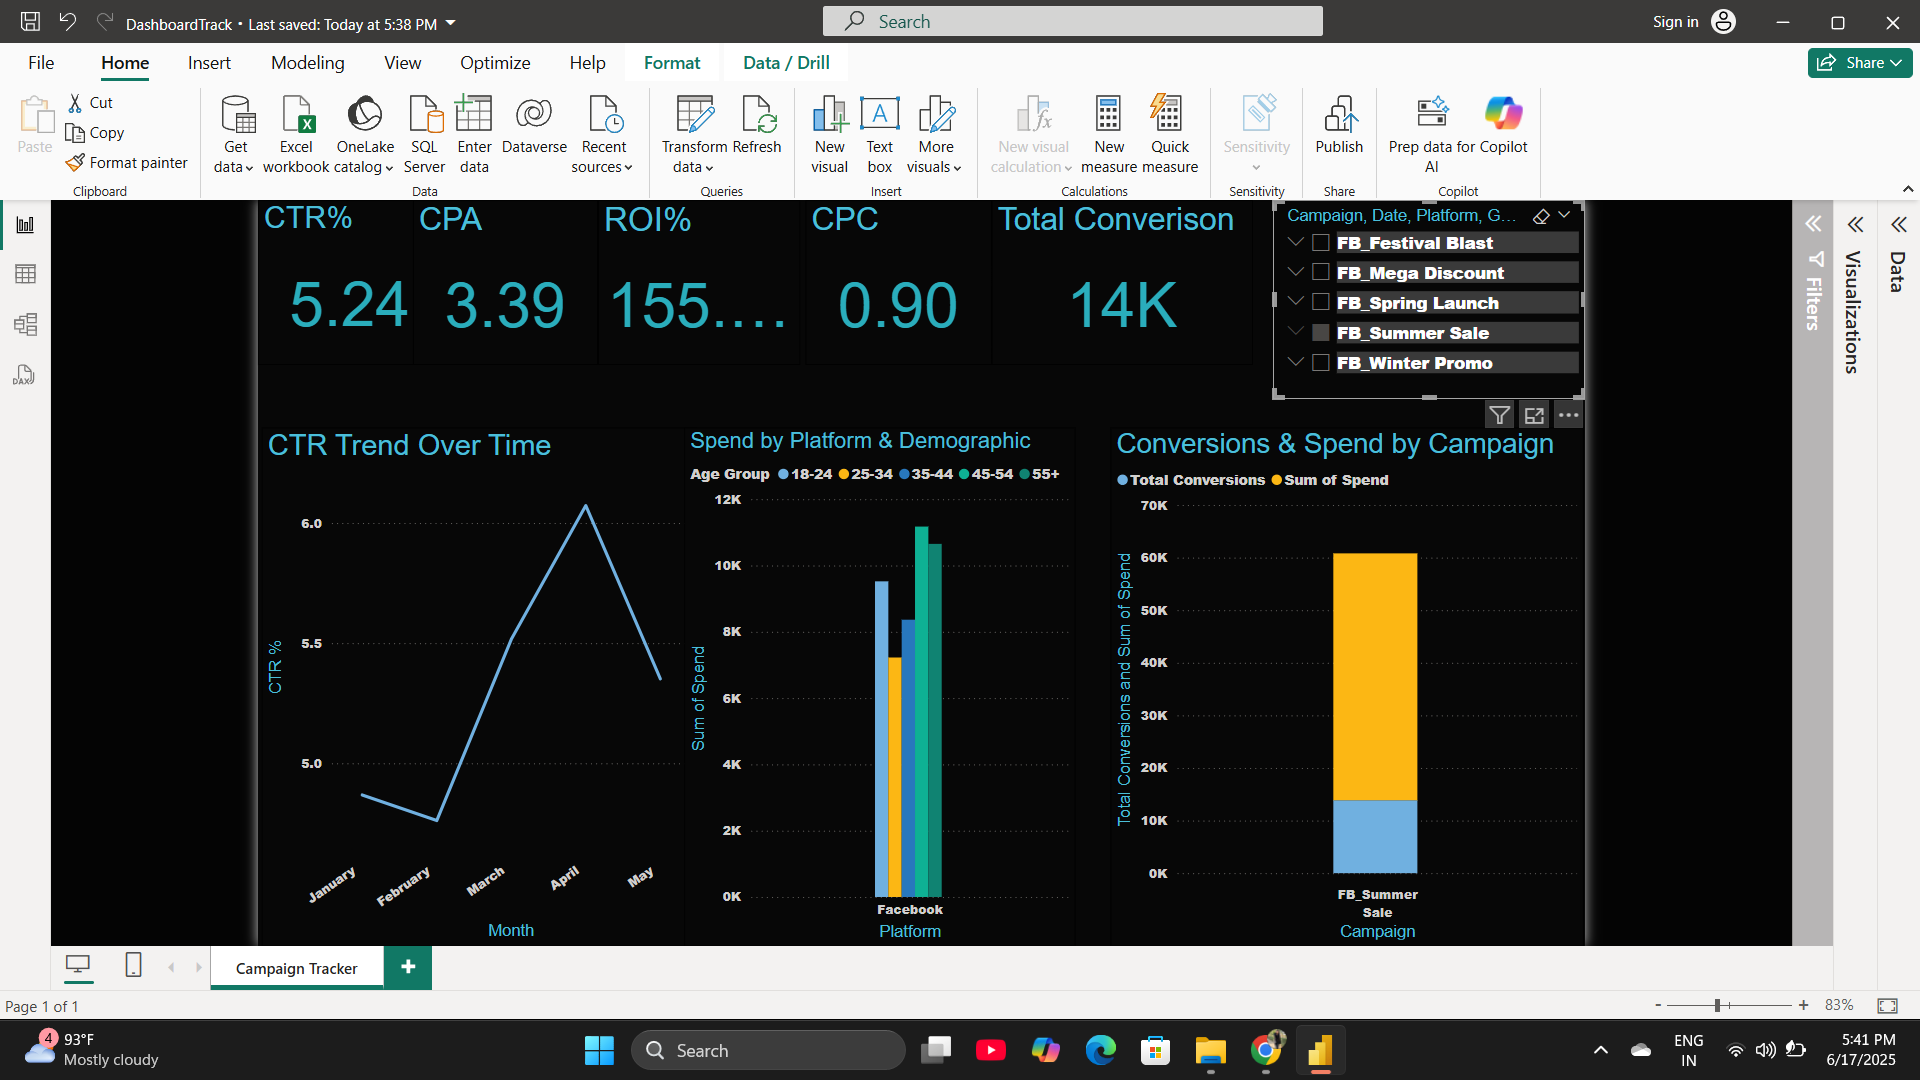 DashboardTrack • Last saved: Today at 5:38 PM
Search
Sign in
File
Home
Insert
Modeling
View
Optimize
Help
Format
Data / Drill
Share
Paste
Cut
Copy
Format painter
Clipboard
Get data
Excel workbook
OneLake catalog
SQL Server
Enter data
Dataverse
Recent sources
Data
Transform data
Refresh
Queries
New visual
Text box
More visuals
Insert
New visual calculation
New measure
Quick measure
Calculations
Sensitivity
Sensitivity
Publish
Share
Prep data for AI
Copilot
Copilot
CTR%
5.24
CPA
3.39
ROI%
155....
CPC
0.90
Total Converison
14K
Campaign, Date, Platform, G...
FB_Festival Blast
FB_Mega Discount
FB_Spring Launch
FB_Summer Sale
FB_Winter Promo
Filters
Visualizations
Data
DAX
CTR Trend Over Time
CTR %
6.0
5.5
5.0
January
February
March
April
May
Month
Spend by Platform & Demographic
Age Group 18-24 25-34 35-44 45-54 55+
Sum of Spend
12K
10K
8K
6K
4K
2K
0K
Facebook
Platform
Conversions & Spend by Campaign
Total Conversions Sum of Spend
Total Conversions and Sum of Spend
70K
60K
50K
40K
30K
20K
10K
0K
FB_Summer
Sale
Campaign
Campaign Tracker
Page 1 of 1
83%
4
93°F
Mostly cloudy
Search
ENG
IN
5:41 PM
6/17/2025